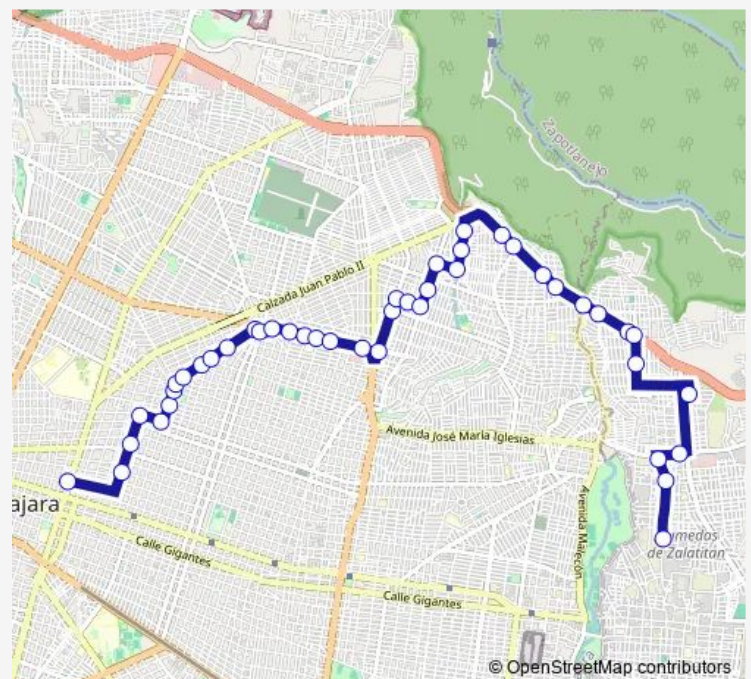 Zapotlanejo
Calzada Juan Pablo II
Avenida José María Iglesias
ajara
Calle Gigantes
Avenida Malecón
umedas
de Zalatitán
Calle Gigantes
© OpenStreetMap contributors